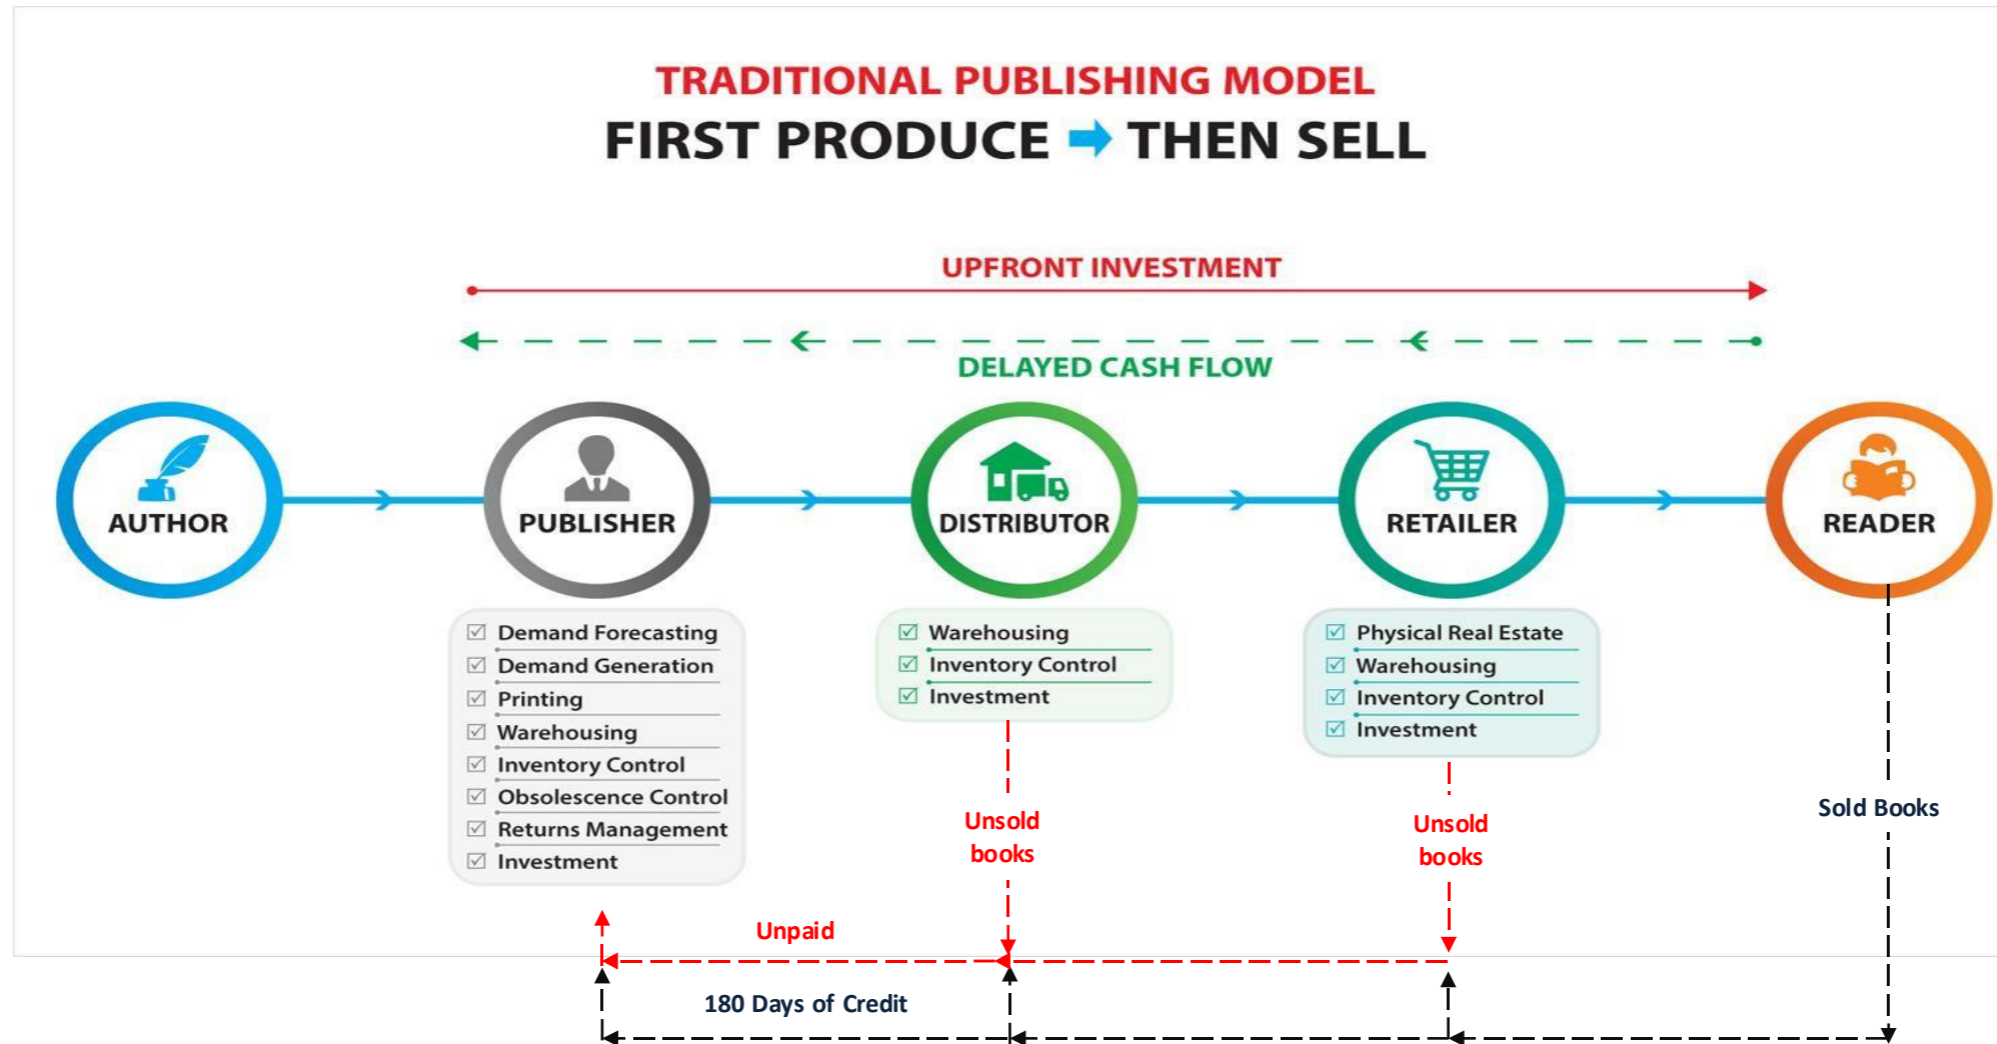 TRADITIONAL PUBLISHING MODEL
FIRST PRODUCE THEN SELL
UPFRONT INVESTMENT
DELAYED CASH FLOW
AUTHOR
PUBLISHER
DISTRIBUTOR
RETAILER
READER
Demand Forecasting
Demand Generation
Printing
Warehousing
Inventory Control
Obsolescence Control
Returns Management
Investment
Warehousing
Inventory Control
Investment
Physical Real Estate
Warehousing
Inventory Control
Investment
Unsold
books
Unsold
books
Sold Books
Unpaid
180 Days of Credit